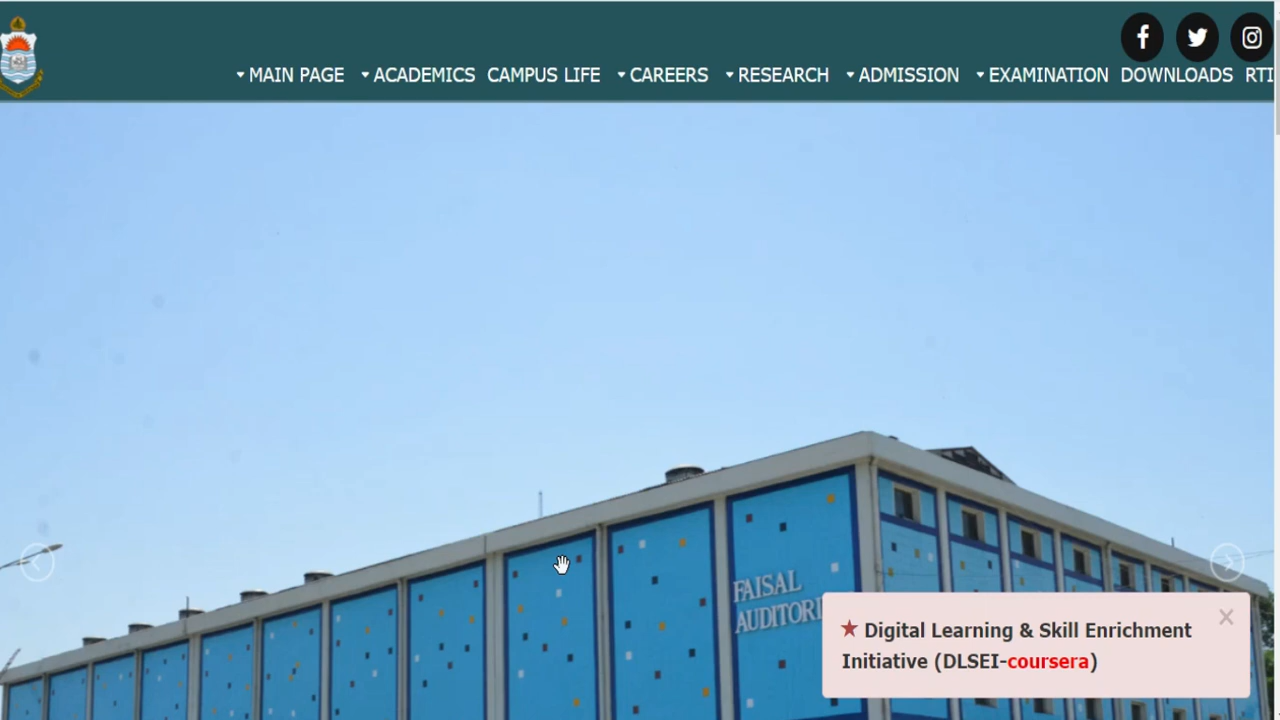 MAIN PAGE ACADEMICS CAMPUS LIFE CAREERS RESEARCH ADMISSION EXAMINATION DOWNLOADS RTI
FAISAL
Digital Learning & Skill Enrichment
Initiative (DLSEI-coursera)